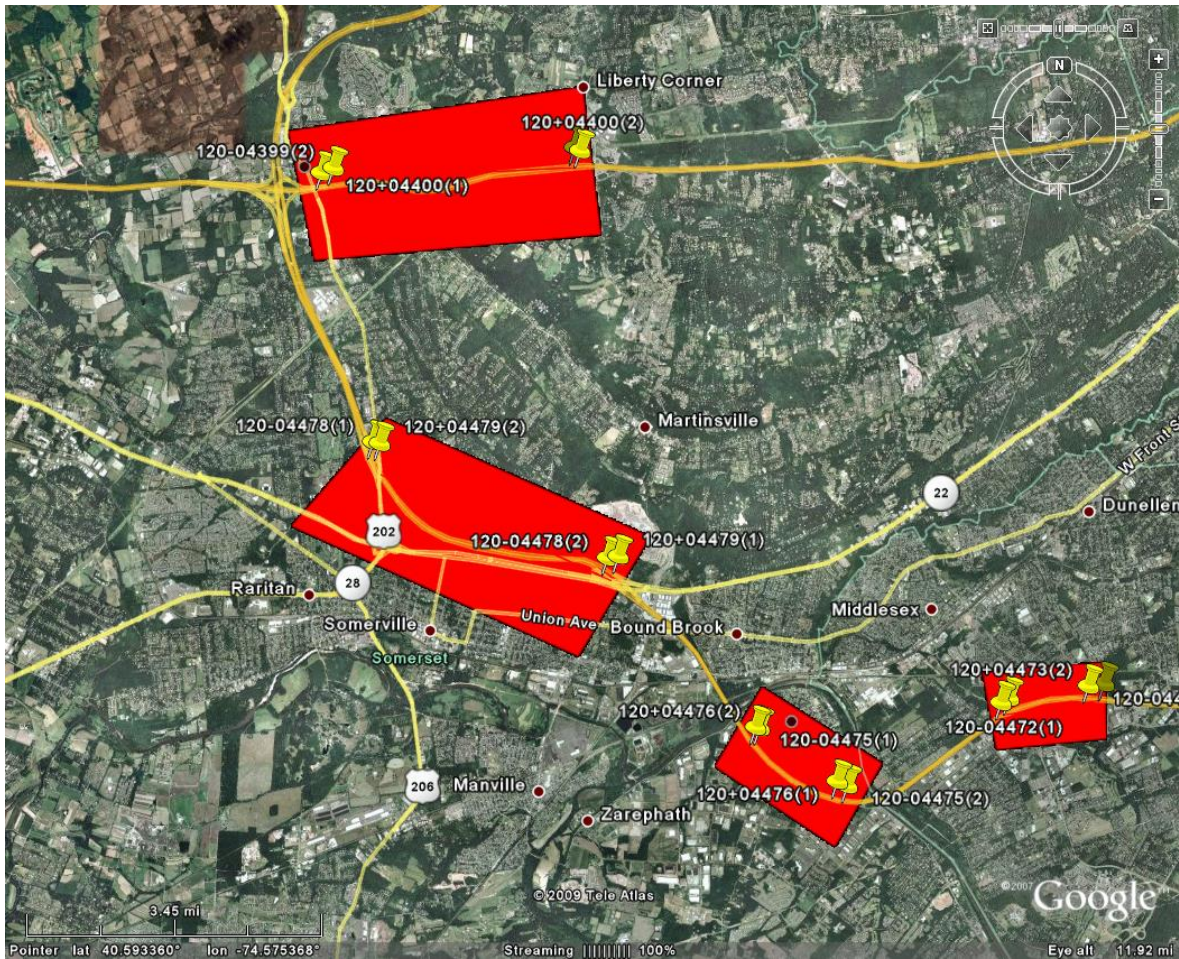 Liberty Corner
120+04400(2)
120-04399(2)
120+04400(1)
N
120-04478(1)
120+04479(2)
Martinsville
22
W Front S
Dunellen
202
120-04478(2)
120+04479(1)
28
Raritan
Somerville
Union Ave
Bound Brook
Middlesex
Somerset
120+04473(2)
120-044
120+04476(2)
120-04472(1)
120-04475(1)
206
Manville
120+04476(1)
120-04475(2)
Zarephath
© 2009 Tele Atlas
©2007 Google
3.45 mi
Pointer lat 40.593360° lon -74.575368° Streaming ||||||||| 100% Eye alt 11.92 mi